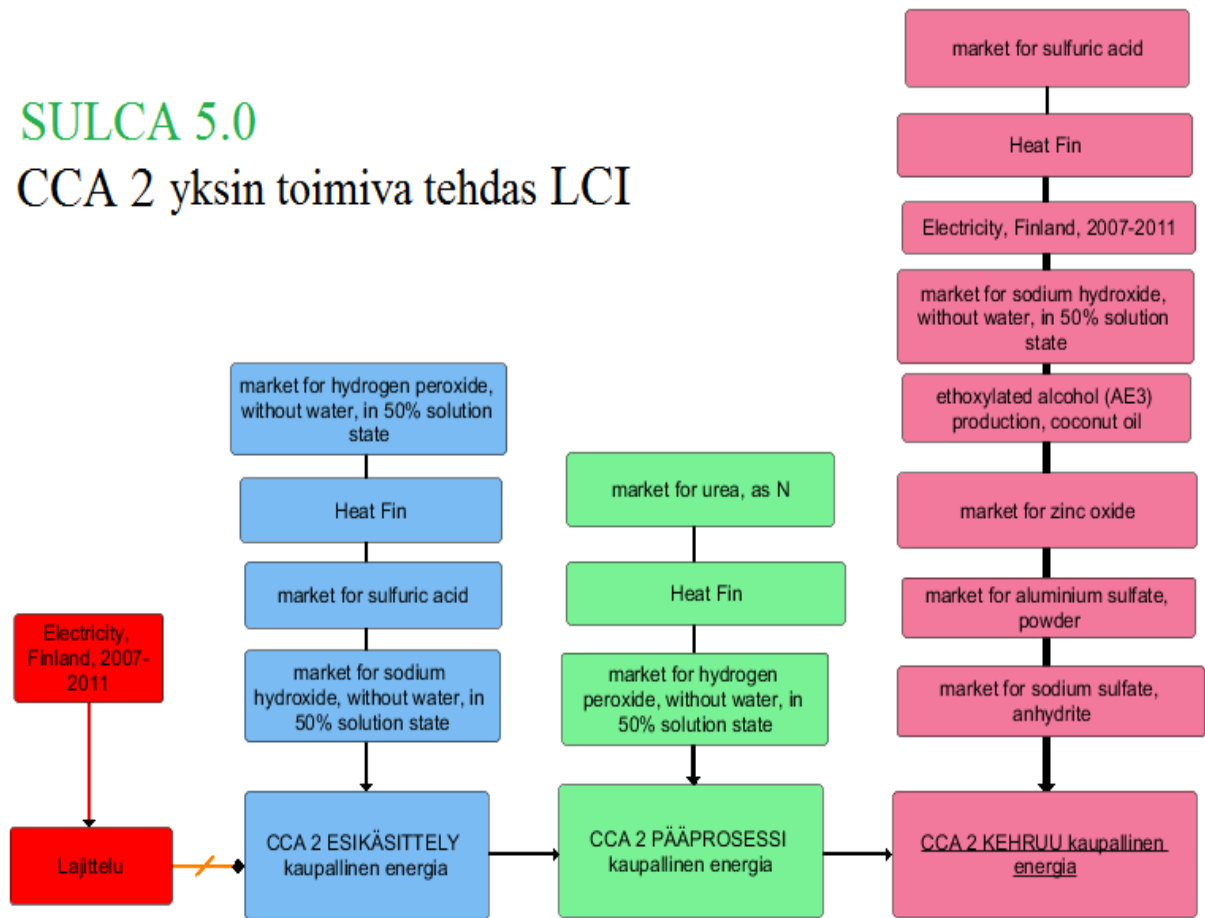 SULCA 5.0
CCA 2 yksin toimiva tehdas LCI
Electricity,
Finland, 2007-
2011
Lajittelu
market for hydrogen peroxide,
without water, in 50% solution
state
Heat Fin
market for sulfuric acid
market for sodium
hydroxide, without water, in
50% solution state
CCA 2 ESIKÄSITTELY
kaupallinen energia
market for urea, as N
Heat Fin
market for hydrogen
peroxide, without water, in
50% solution state
CCA 2 PÄÄPROSESSI
kaupallinen energia
market for sulfuric acid
Heat Fin
Electricity, Finland, 2007-2011
market for sodium hydroxide,
without water, in 50% solution
state
ethoxylated alcohol (AE3)
production, coconut oil
market for zinc oxide
market for aluminium sulfate,
powder
market for sodium sulfate,
anhydrite
CCA 2 KEHRUU kaupallinen
energia